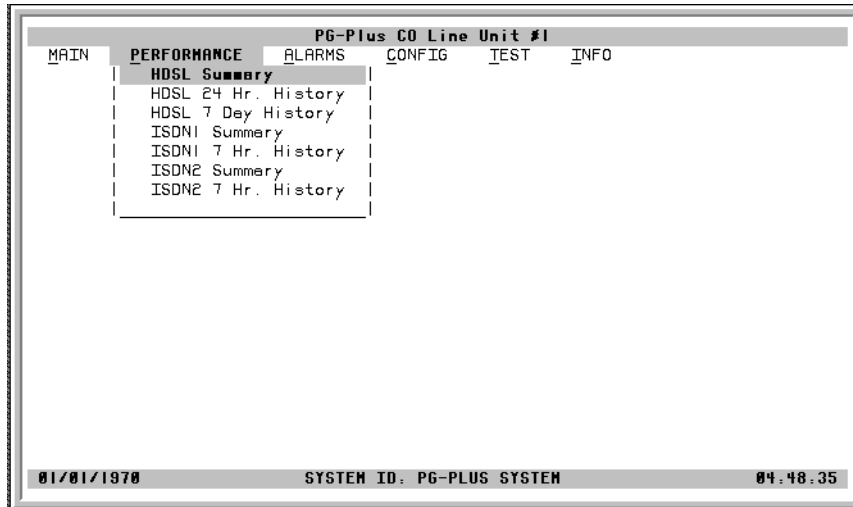 PG-Plus CO Line Unit #1
MAIN PERFORMANCE ALARMS CONFIG TEST INFO
HDSL Summary
HDSL 24 Hr. History
HDSL 7 Day History
ISDN1 Summary
ISDN1 7 Hr. History
ISDN2 Summary
ISDN2 7 Hr. History
01/01/1970 SYSTEM ID: PG-PLUS SYSTEM 04:48:35